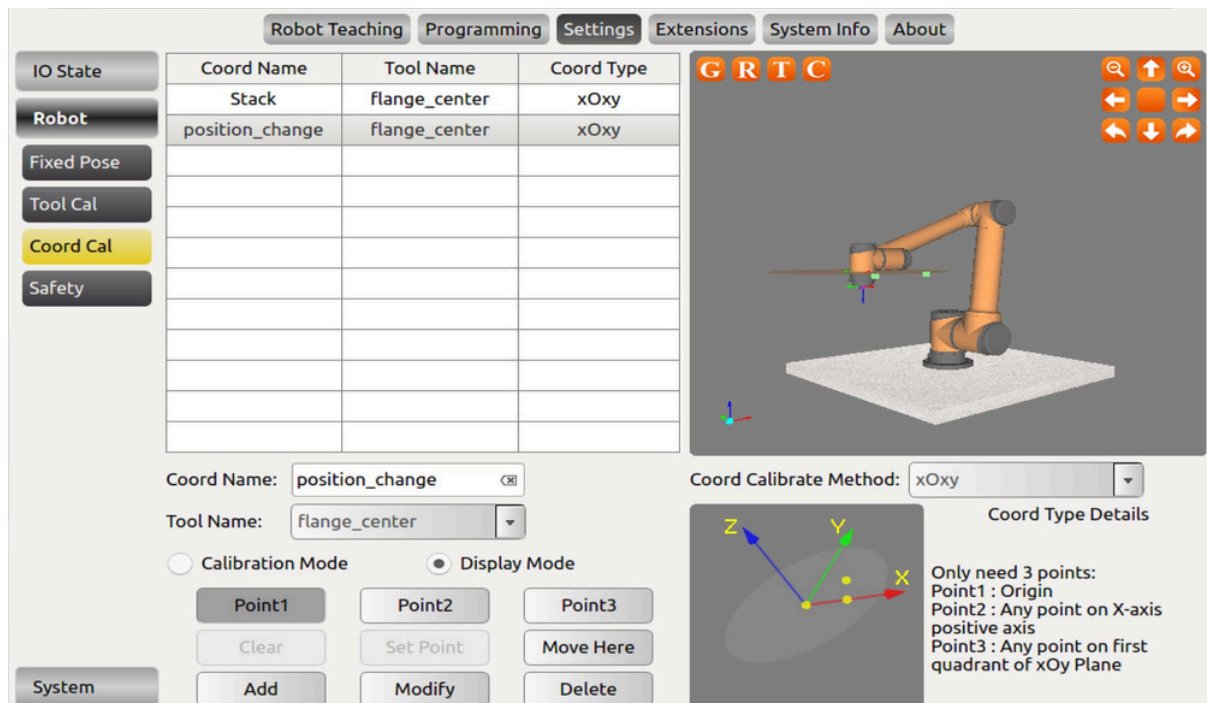 Robot Teaching Programming Settings Extensions System Info About
IO State
Robot
Fixed Pose
Tool Cal
Coord Cal
Safety
System
Coord Name Tool Name Coord Type
Stack flange_center xOxy
position_change flange_center xOxy
G R T C
Coord Name: position_change
Tool Name: flange_center
Calibration Mode Display Mode
Point1 Point2 Point3
Clear Set Point Move Here
Add Modify Delete
Coord Calibrate Method: xOxy
Z Y X
Coord Type Details
Only need 3 points:
Point1 : Origin
Point2 : Any point on X-axis
positive axis
Point3 : Any point on first
quadrant of xOy Plane